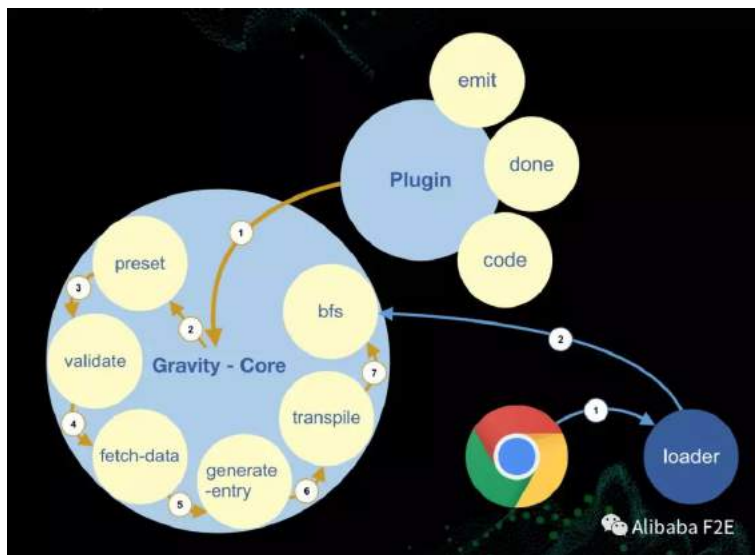 emit
Plugin
done
code
1
preset
3
2
bfs
validate
Gravity - Core
7
4
transpile
fetch-data
generate
-entry
5
6
2
1
loader
Alibaba F2E